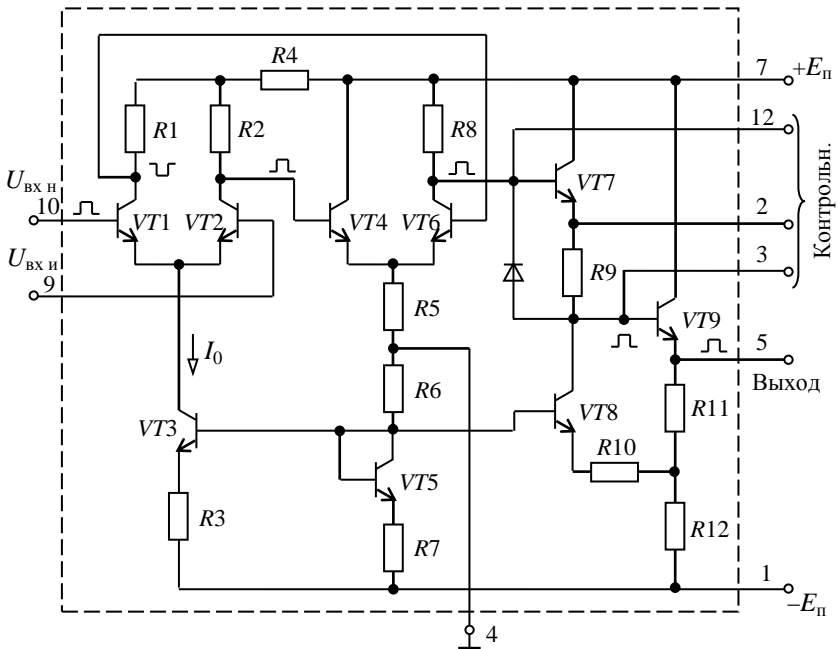 R4
7
+Eп
12
R1
R2
R8
Uвх н
10
VT1
VT2
VT4
VT6
VT7
2
Контрольн.
Uвх и
9
3
R9
R5
VT9
5
I0
Выход
R6
VT8
R11
VT3
R10
VT5
R3
R7
R12
1
–Eп
4